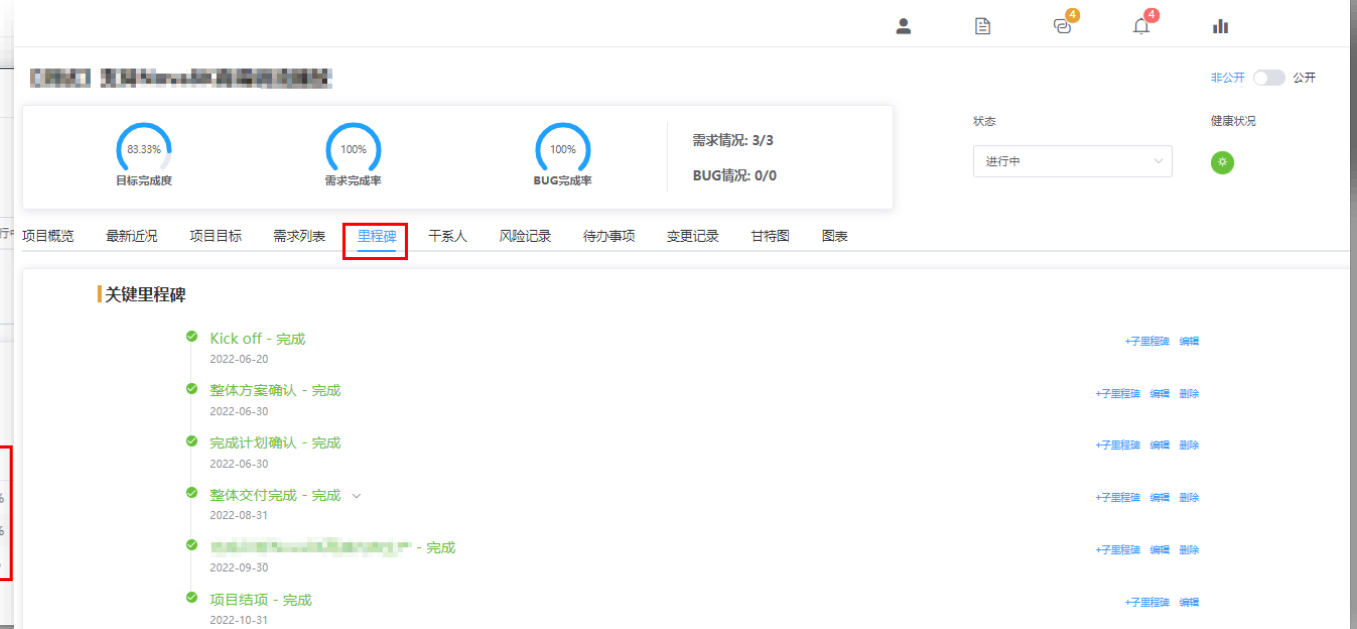 4
4
非公开 公开
83.33%
目标完成度
100%
需求完成率
100%
BUG完成率
需求情况: 3/3
BUG情况: 0/0
状态
进行中
健康状况
项目概览 最新近况 项目目标 需求列表 里程碑 干系人 风险记录 待办事项 变更记录 甘特图 图表
关键里程碑
Kick off - 完成
2022-06-20
+子里程碑 编辑
整体方案确认 - 完成
2022-06-30
+子里程碑 编辑 删除
完成计划确认 - 完成
2022-06-30
+子里程碑 编辑 删除
整体交付完成 - 完成
2022-08-31
+子里程碑 编辑 删除
- 完成
2022-09-30
+子里程碑 编辑 删除
项目结项 - 完成
2022-10-31
+子里程碑 编辑